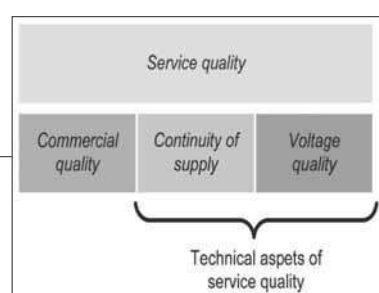 Service quality
Commercial
quality
Continuity of
supply
Voltage
quality
Technical aspets of
service quality